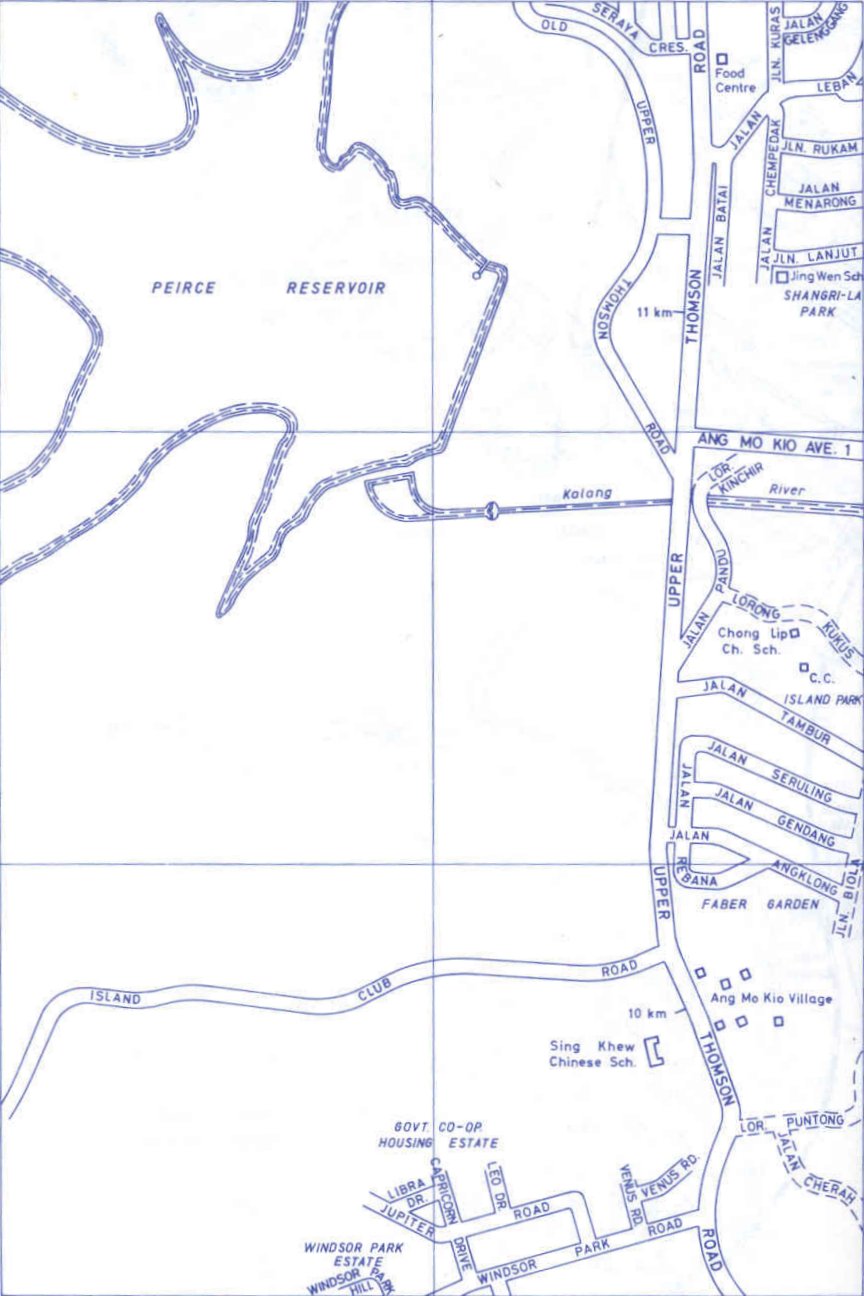 SERAYA CRES.
OLD UPPER THOMSON ROAD
ROAD
Food
Centre
JLN. KURAS
JALAN
GELENGGANG
LEBAN
JALAN
CHEMPEDAK
JLN. RUKAM
JALAN
MENARONG
JALAN BATAI
JALAN
JLN. LANJUT
Jing Wen Sch
SHANGRI-LA
PARK
PEIRCE RESERVOIR
11 km
THOMSON
ANG MO KIO AVE. 1
LOR.
KINCHIR
Kalang River
UPPER
JALAN PANDU
LORONG KUKUS
Chong Lip
Ch. Sch.
C.C.
ISLAND PARK
JALAN TAMBUR
JALAN SERULING
JALAN
JALAN GENDANG
JALAN ANGKLONG
REBANA
JLN. BIOLA
UPPER
FABER GARDEN
ISLAND CLUB ROAD
Ang Mo Kio Village
10 km
Sing Khew
Chinese Sch.
THOMSON
LOR. PUNTONG
JALAN CHERAH
GOVT. CO-OP.
HOUSING ESTATE
LIBRA
DR.
CAPRICORN DRIVE
LEO DR.
JUPITER ROAD
VENUS RD.
VENUS RD.
WINDSOR PARK ROAD
ROAD
WINDSOR PARK
ESTATE
WINDSOR PARK
HILL